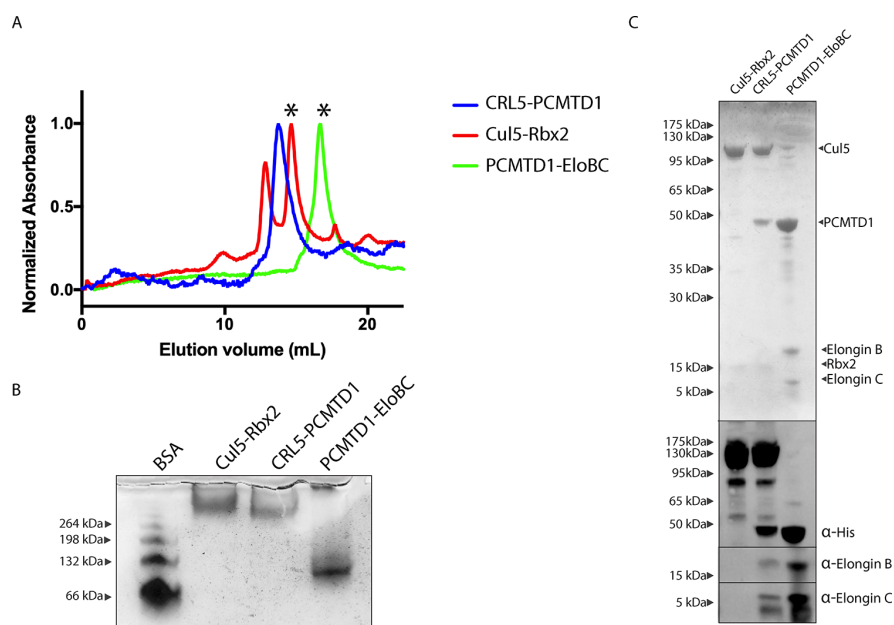 A
Normalized Absorbance
1.0
0.5
0.0
* *
0 10 20
Elution volume (mL)
CRL5-PCMTD1
Cul5-Rbx2
PCMTD1-EloBC
B
BSA
Cul5-Rbx2
CRL5-PCMTD1
PCMTD1-EloBC
264 kDa
198 kDa
132 kDa
66 kDa
C
Cul5-Rbx2
CRL5-PCMTD1
PCMTD1-EloBC
175 kDa
130 kDa
95 kDa
65 kDa
50 kDa
35 kDa
30 kDa
15 kDa
5 kDa
Cul5
PCMTD1
Elongin B
Rbx2
Elongin C
175kDa
130kDa
95kDa
65 kDa
50 kDa
α-His
15 kDa
α-Elongin B
5 kDa
α-Elongin C